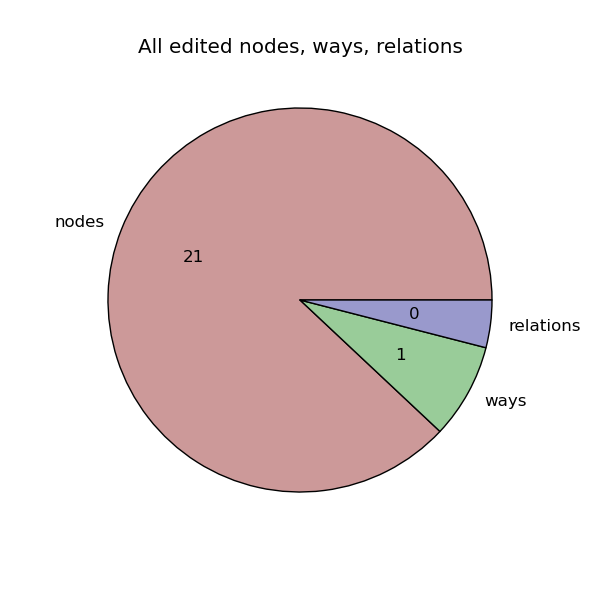 All edited nodes, ways, relations
nodes
21
0
relations
1
ways